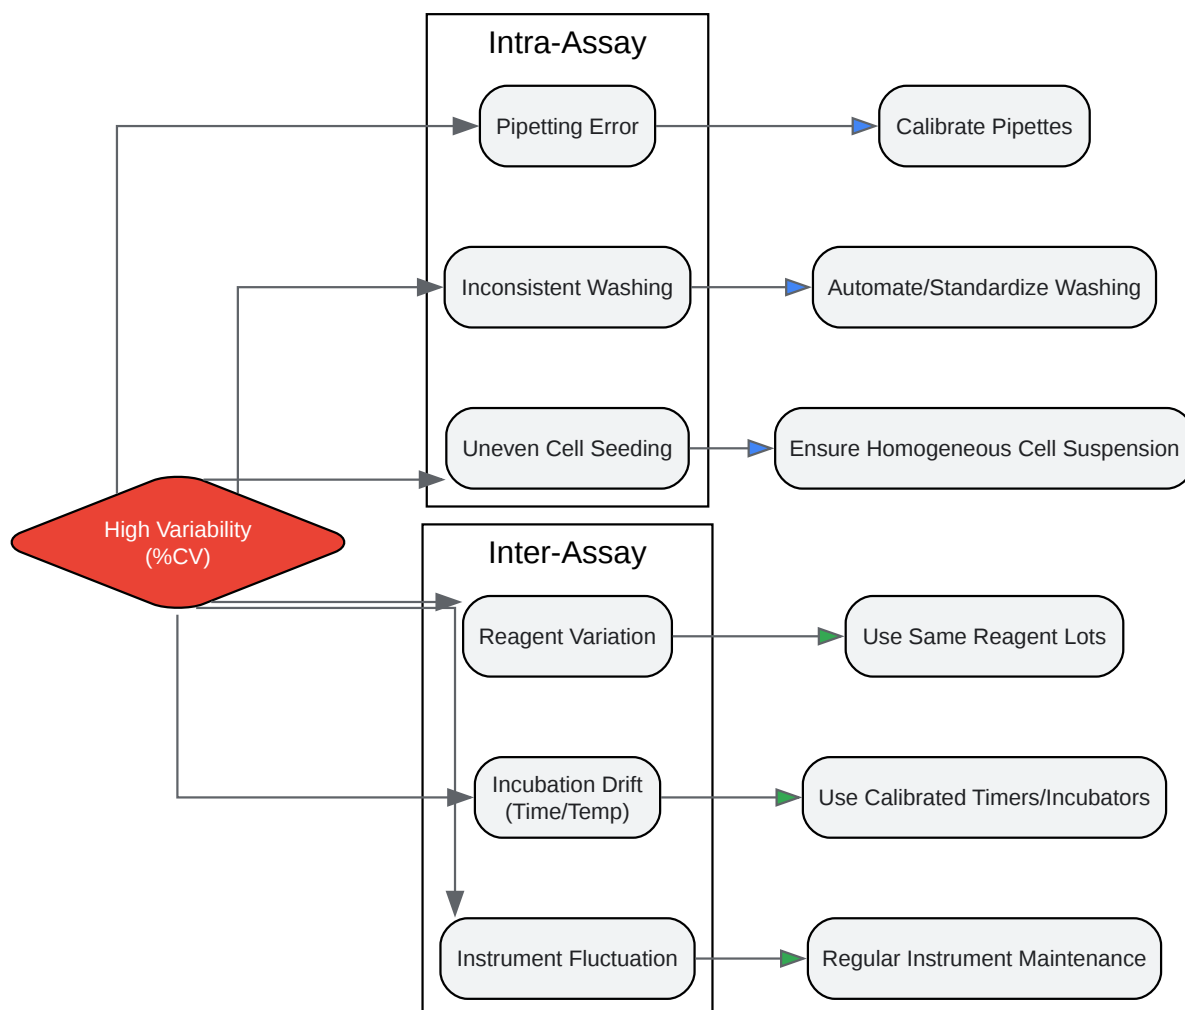 Intra-Assay
Pipetting Error
Calibrate Pipettes
Inconsistent Washing
Automate/Standardize Washing
Uneven Cell Seeding
Ensure Homogeneous Cell Suspension
High Variability
(%CV)
Inter-Assay
Reagent Variation
Use Same Reagent Lots
Incubation Drift
(Time/Temp)
Use Calibrated Timers/Incubators
Instrument Fluctuation
Regular Instrument Maintenance